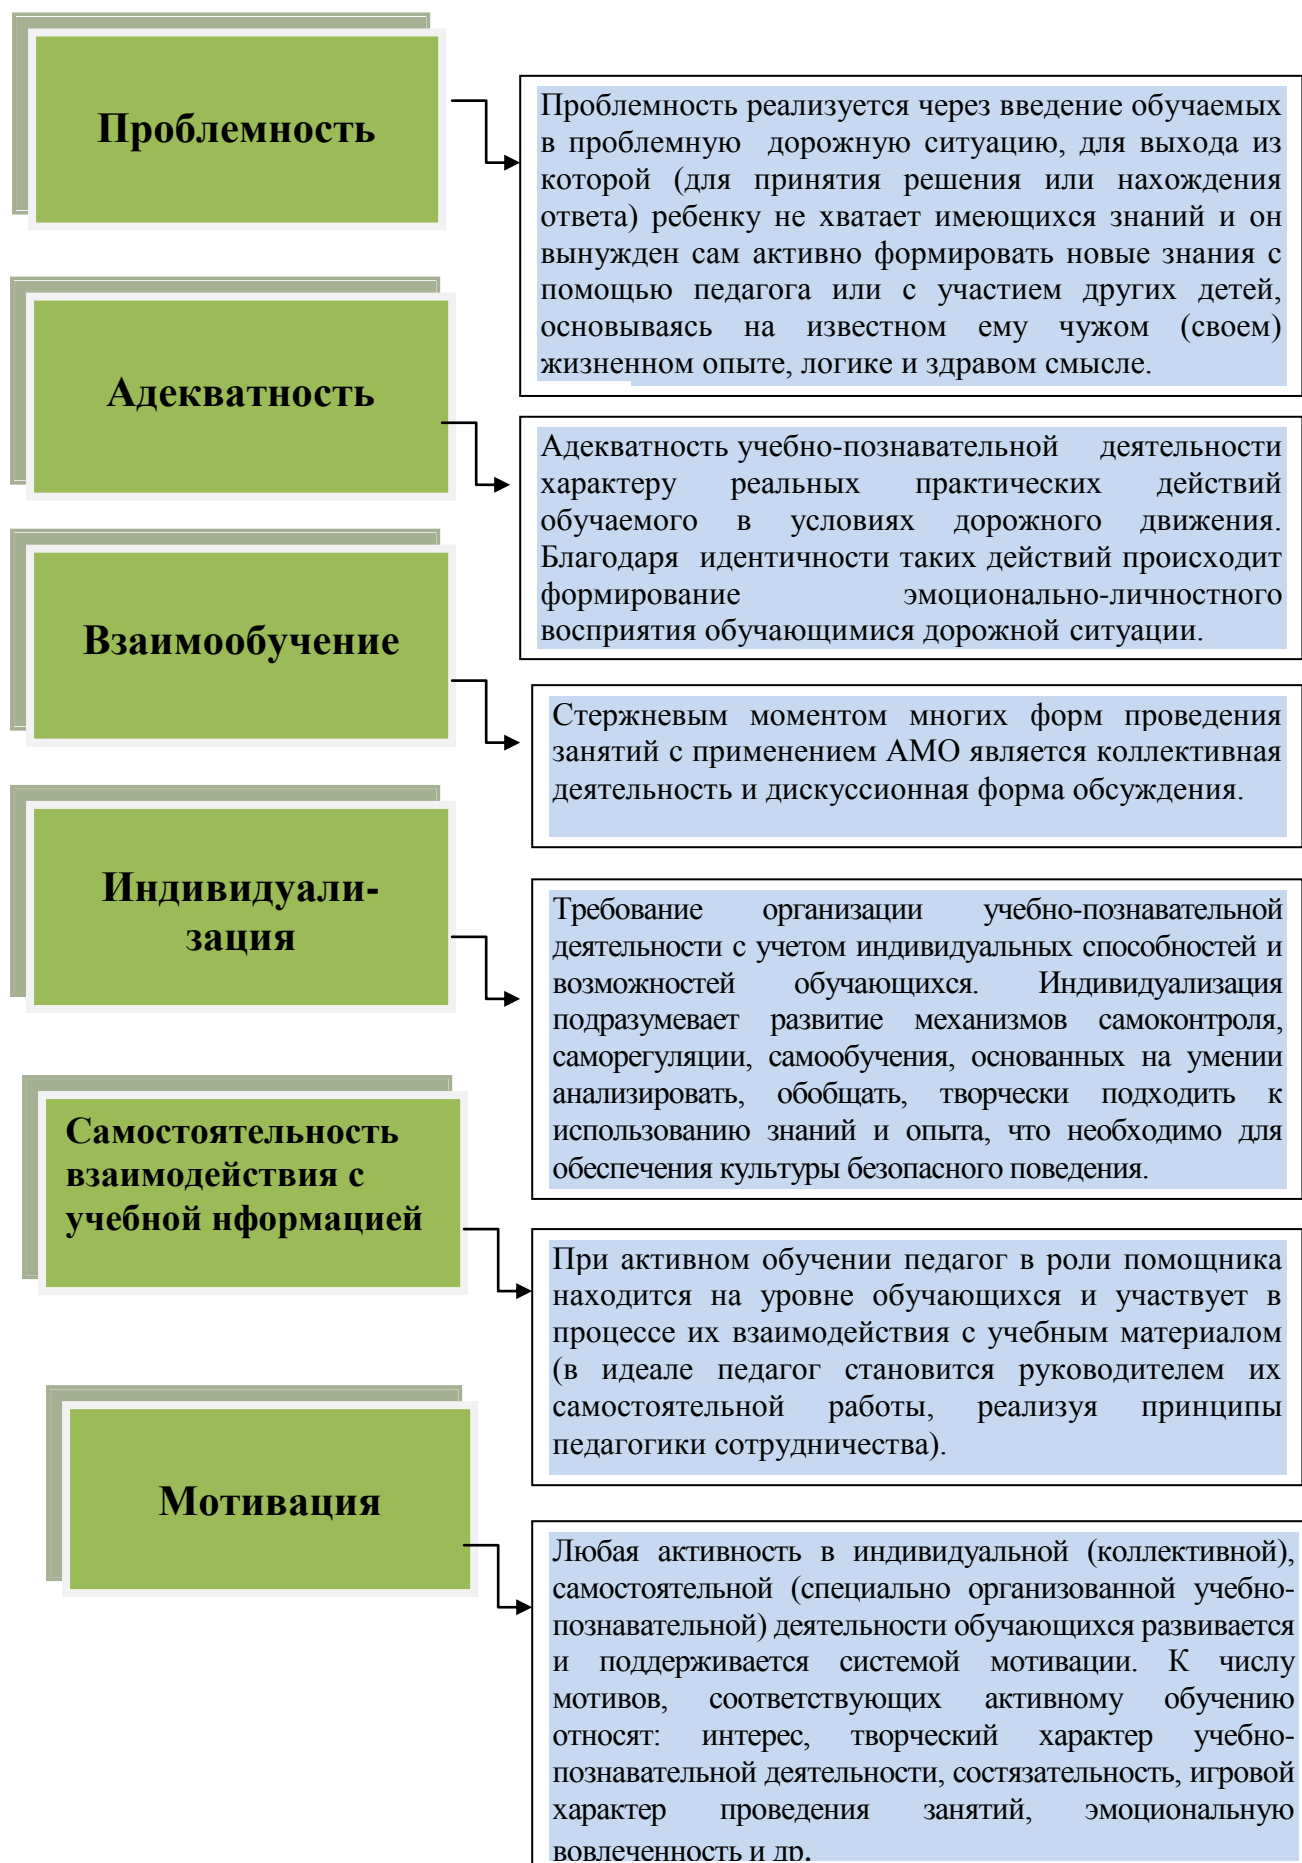 Проблемность
Проблемность реализуется через введение обучаемых
в проблемную дорожную ситуацию, для выхода из
которой (для принятия решения или нахождения
ответа) ребенку не хватает имеющихся знаний и он
вынужден сам активно формировать новые знания с
помощью педагога или с участием других детей,
основываясь на известном ему чужом (своем)
жизненном опыте, логике и здравом смысле.
Адекватность
Адекватность учебно-познавательной деятельности
характеру реальных практических действий
обучаемого в условиях дорожного движения.
Благодаря идентичности таких действий происходит
формирование эмоционально-личностного
восприятия обучающимися дорожной ситуации.
Взаимообучение
Стержневым моментом многих форм проведения
занятий с применением АМО является коллективная
деятельность и дискуссионная форма обсуждения.
Индивидуали-
зация
Требование организации учебно-познавательной
деятельности с учетом индивидуальных способностей и
возможностей обучающихся. Индивидуализация
подразумевает развитие механизмов самоконтроля,
саморегуляции, самообучения, основанных на умении
анализировать, обобщать, творчески подходить к
использованию знаний и опыта, что необходимо для
обеспечения культуры безопасного поведения.
Самостоятельность
взаимодействия с
учебной нформацией
При активном обучении педагог в роли помощника
находится на уровне обучающихся и участвует в
процессе их взаимодействия с учебным материалом
(в идеале педагог становится руководителем их
самостоятельной работы, реализуя принципы
педагогики сотрудничества).
Мотивация
Любая активность в индивидуальной (коллективной),
самостоятельной (специально организованной учебно-
познавательной) деятельности обучающихся развивается
и поддерживается системой мотивации. К числу
мотивов, соответствующих активному обучению
относят: интерес, творческий характер учебно-
познавательной деятельности, состязательность, игровой
характер проведения занятий, эмоциональную
вовлеченность и др.